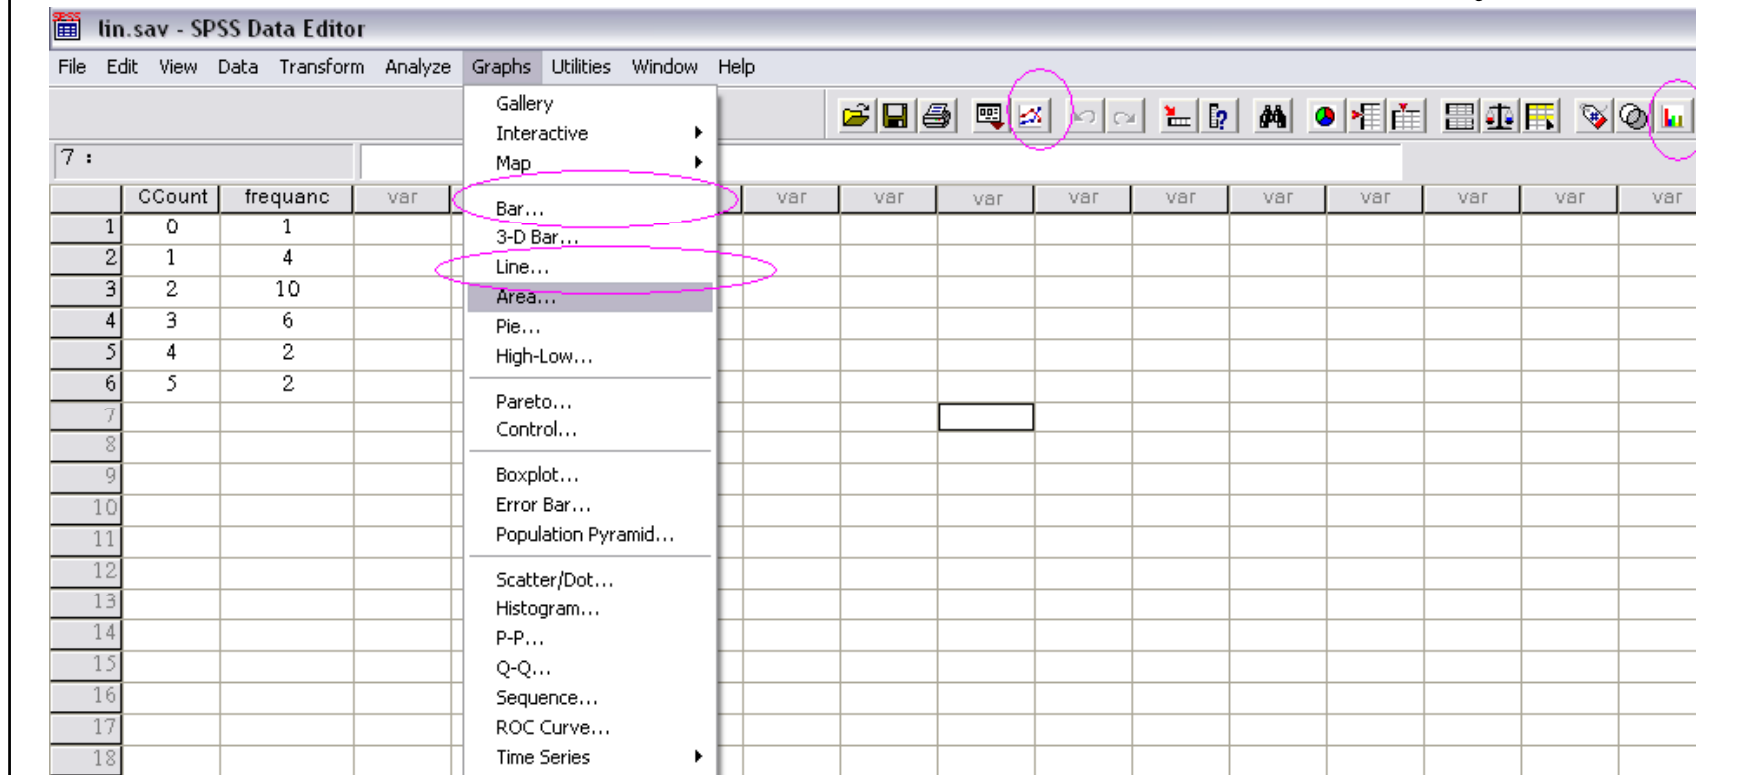 SPSS lin.sav - SPSS Data Editor
File Edit View Data Transform Analyze Graphs Utilities Window Help
Gallery
Interactive
Map
7 :
CCount frequanc var var var var var var var var var var var
Bar...
1 0 1
3-D Bar...
2 1 4
Line...
3 2 10
Area...
4 3 6
Pie...
5 4 2
High-Low...
6 5 2
Pareto...
7
Control...
8
Boxplot...
9
Error Bar...
10
Population Pyramid...
11
12
Scatter/Dot...
13
Histogram...
14
P-P...
15
Q-Q...
16
Sequence...
17
ROC Curve...
18
Time Series